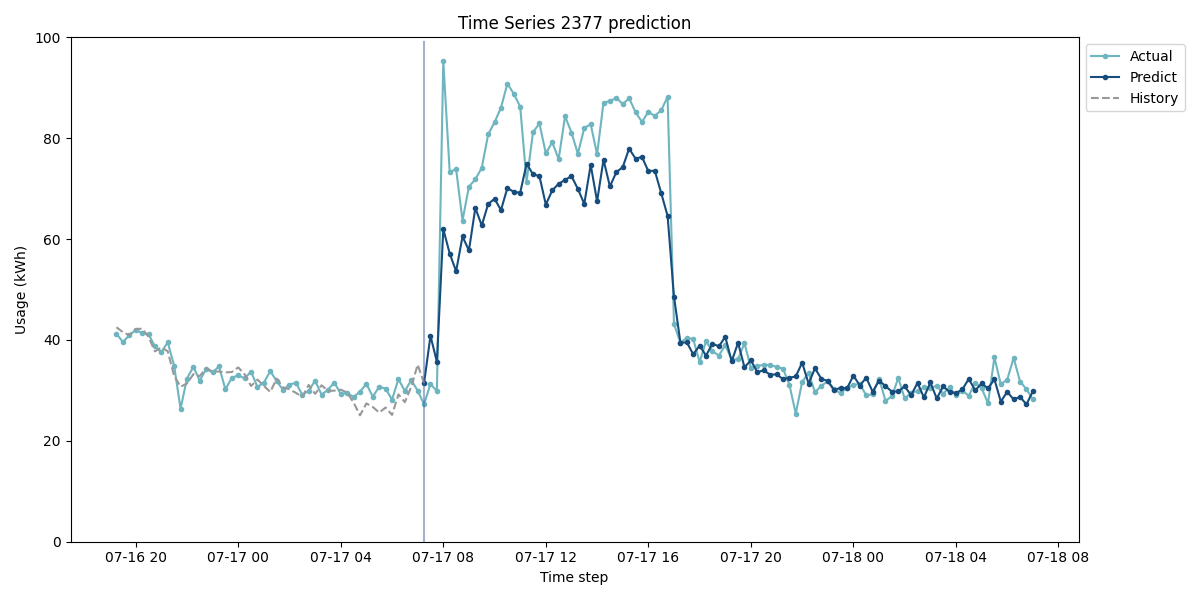 Time Series 2377 prediction
Usage (kWh)
100
80
60
40
20
0
07-16 20
07-17 00
07-17 04
07-17 08
07-17 12
07-17 16
07-17 20
07-18 00
07-18 04
07-18 08
Time step
Actual
Predict
History